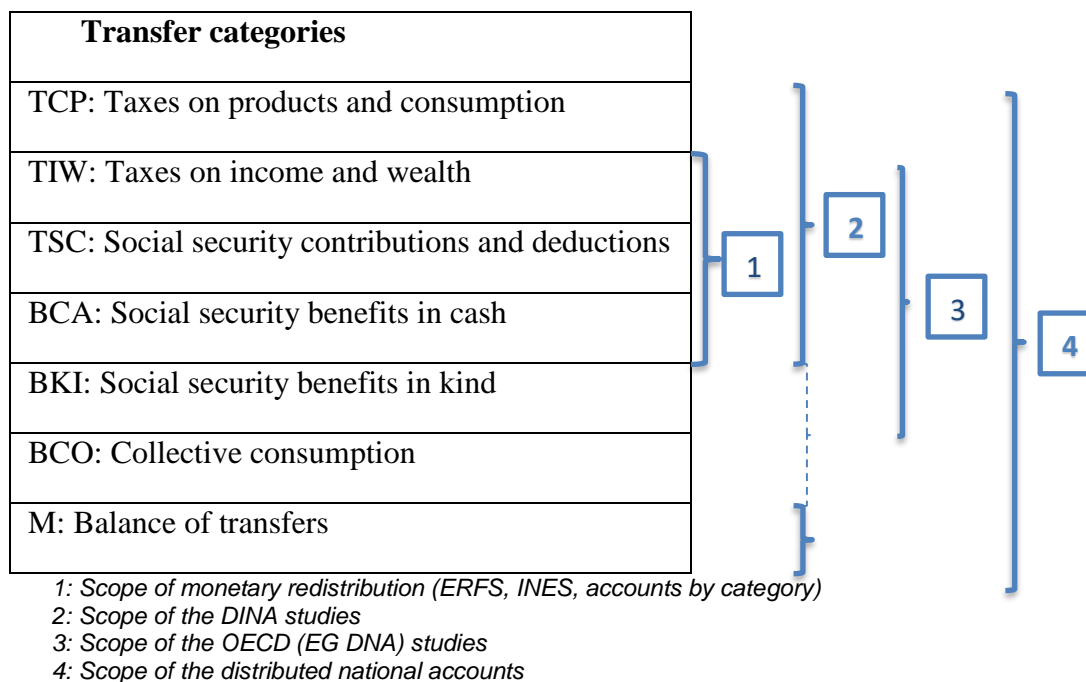 Transfer categories
TCP: Taxes on products and consumption
TIW: Taxes on income and wealth
TSC: Social security contributions and deductions
BCA: Social security benefits in cash
BKI: Social security benefits in kind
BCO: Collective consumption
M: Balance of transfers
1
2
3
4
1: Scope of monetary redistribution (ERFS, INES, accounts by category)
2: Scope of the DINA studies
3: Scope of the OECD (EG DNA) studies
4: Scope of the distributed national accounts